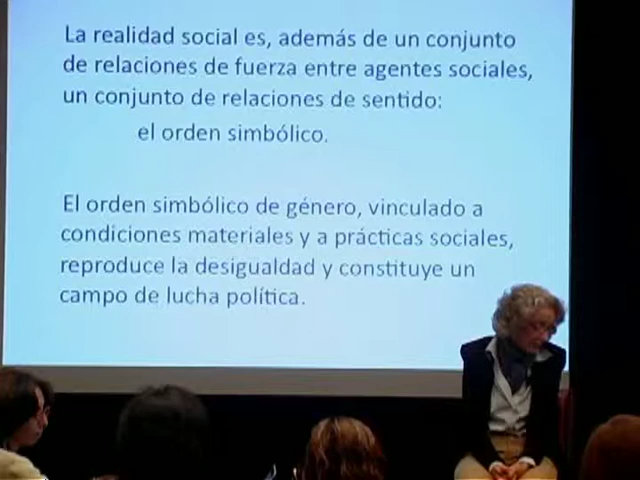 La realidad social es, además de un conjunto
de relaciones de fuerza entre agentes sociales,
un conjunto de relaciones de sentido:
el orden simbólico.
El orden simbólico de género, vinculado a
condiciones materiales y a prácticas sociales,
reproduce la desigualdad y constituye un
campo de lucha política.